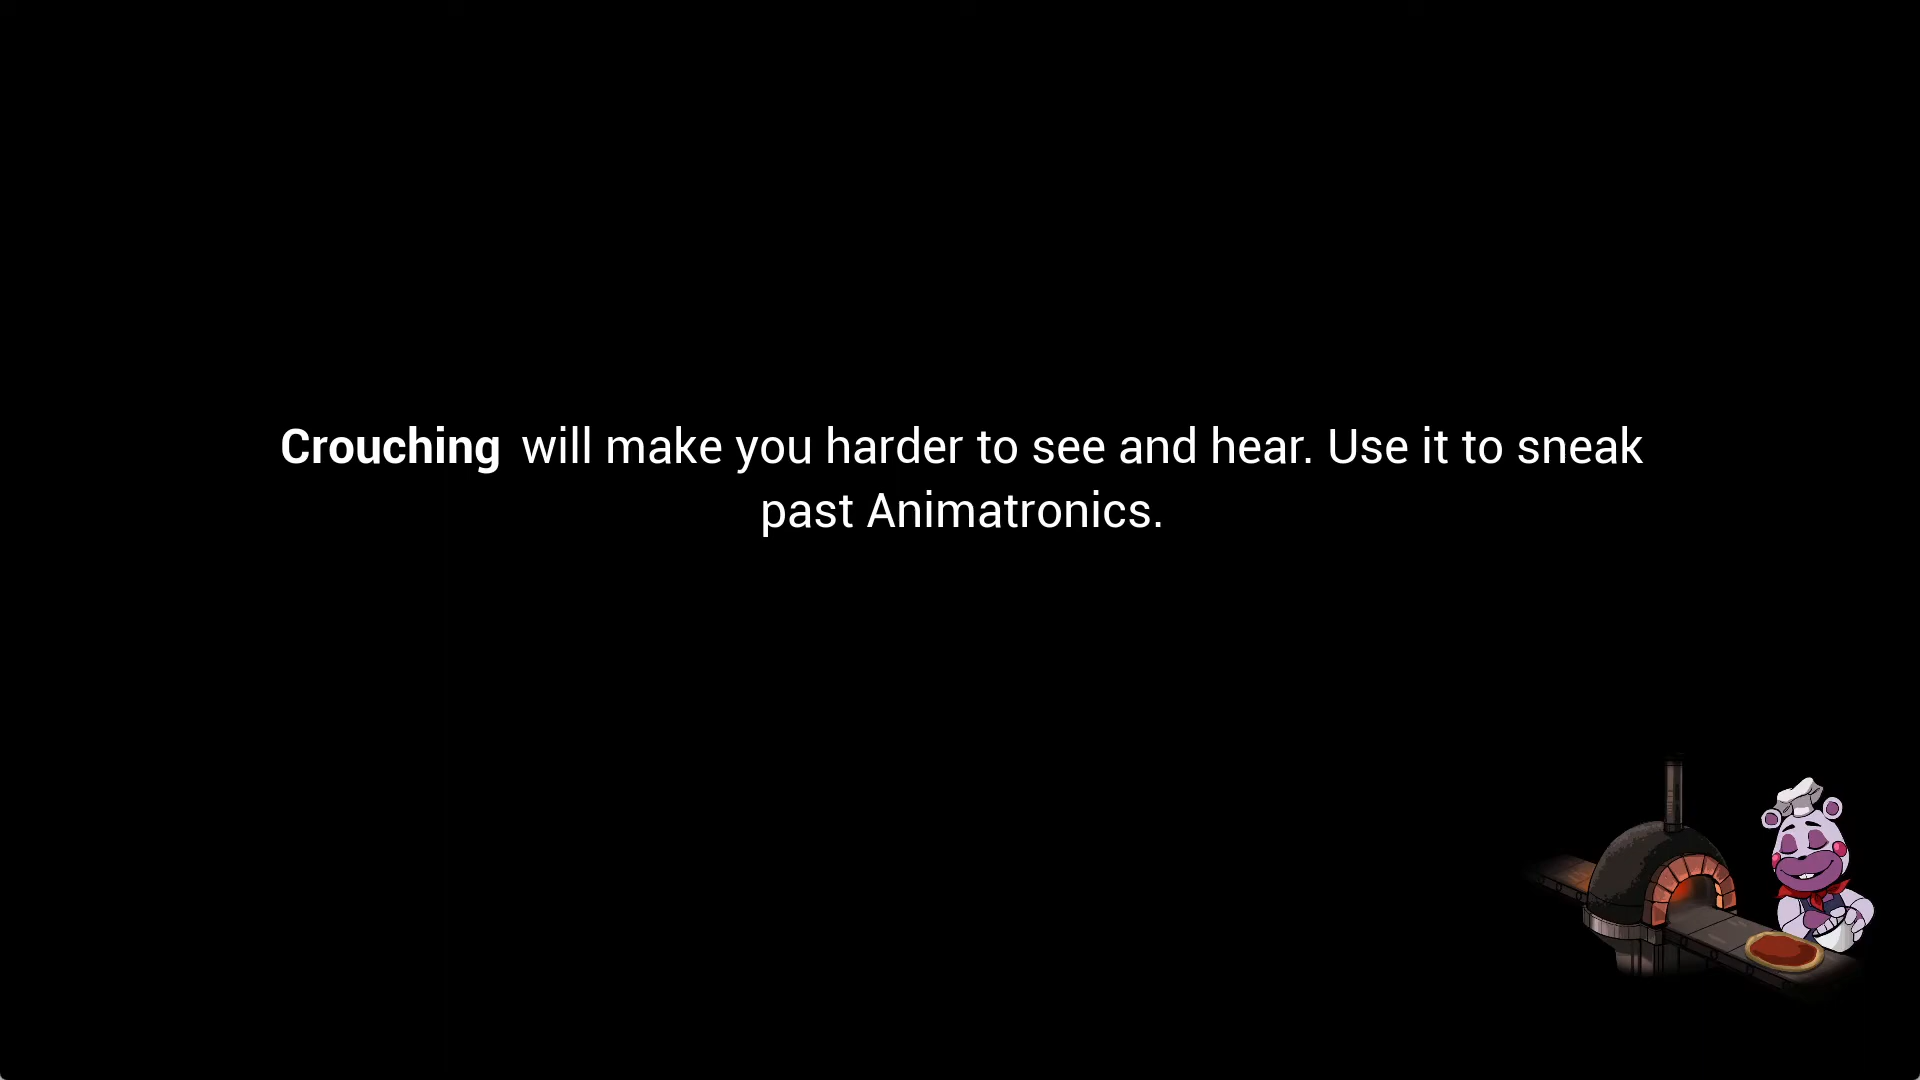 Crouching will make you harder to see and hear. Use it to sneak
past Animatronics.